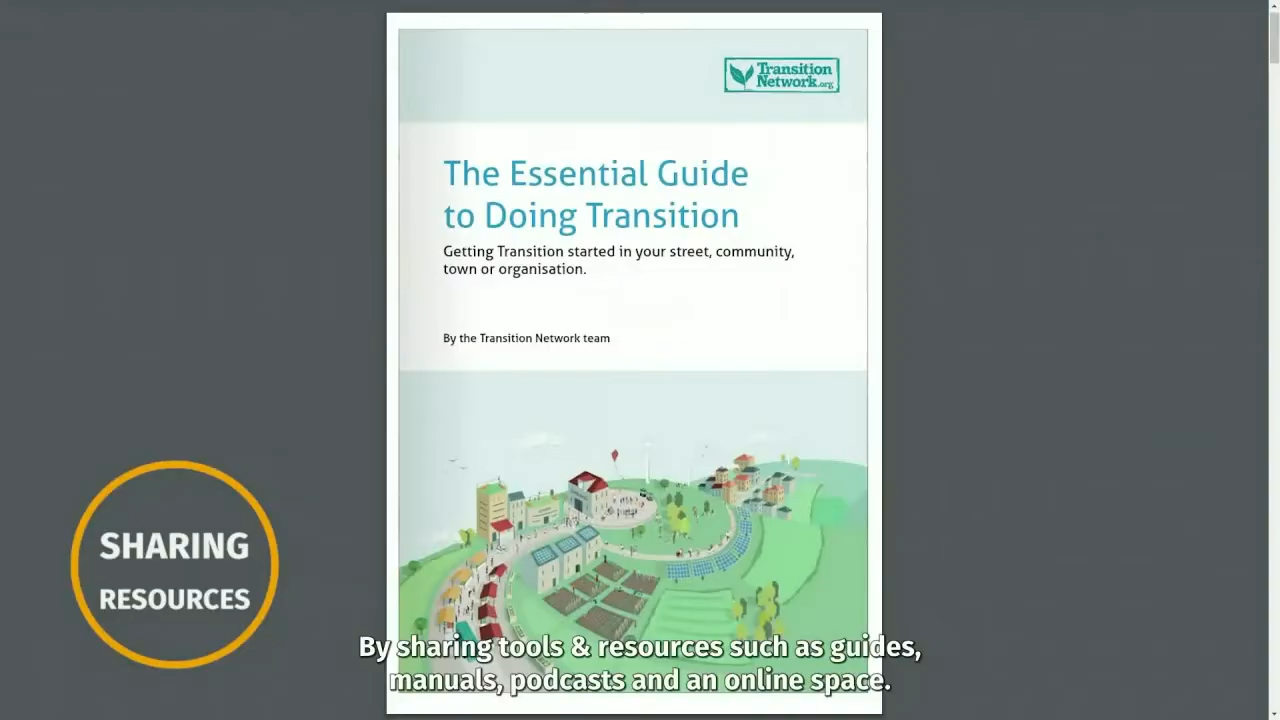 Transition
Network.org
The Essential Guide
to Doing Transition
Getting Transition started in your street, community,
town or organisation.
By the Transition Network team
SHARING
RESOURCES
By sharing tools & resources such as guides,
manuals, podcasts and an online space.